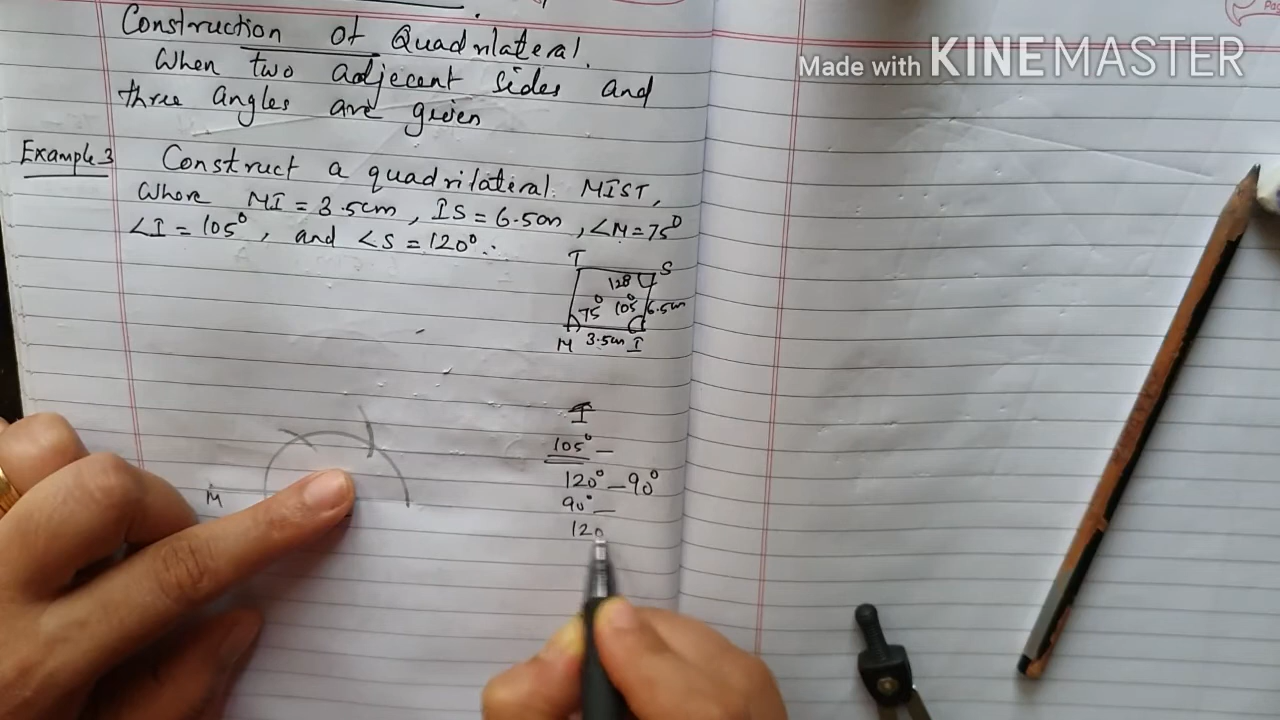 Construction of Quadrilateral.
When two adjecent sides and
three angles are given
Example 3 Construct a quadrilateral MIST,
Where MI = 3.5cm, IS = 6.5cm, ∠M = 75°
∠I = 105°, and ∠S = 120°.
T S
120
75° 105° 6.5cm
M 3.5cm I
I
105° –
120° – 90°
90° –
120
M
Made with KINEMASTER